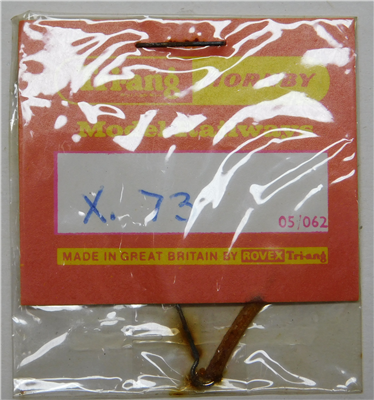 Tri-ang HORNBY
Model Railways
X. 73
05/062
MADE IN GREAT BRITAIN BY ROVEX Tri-ang